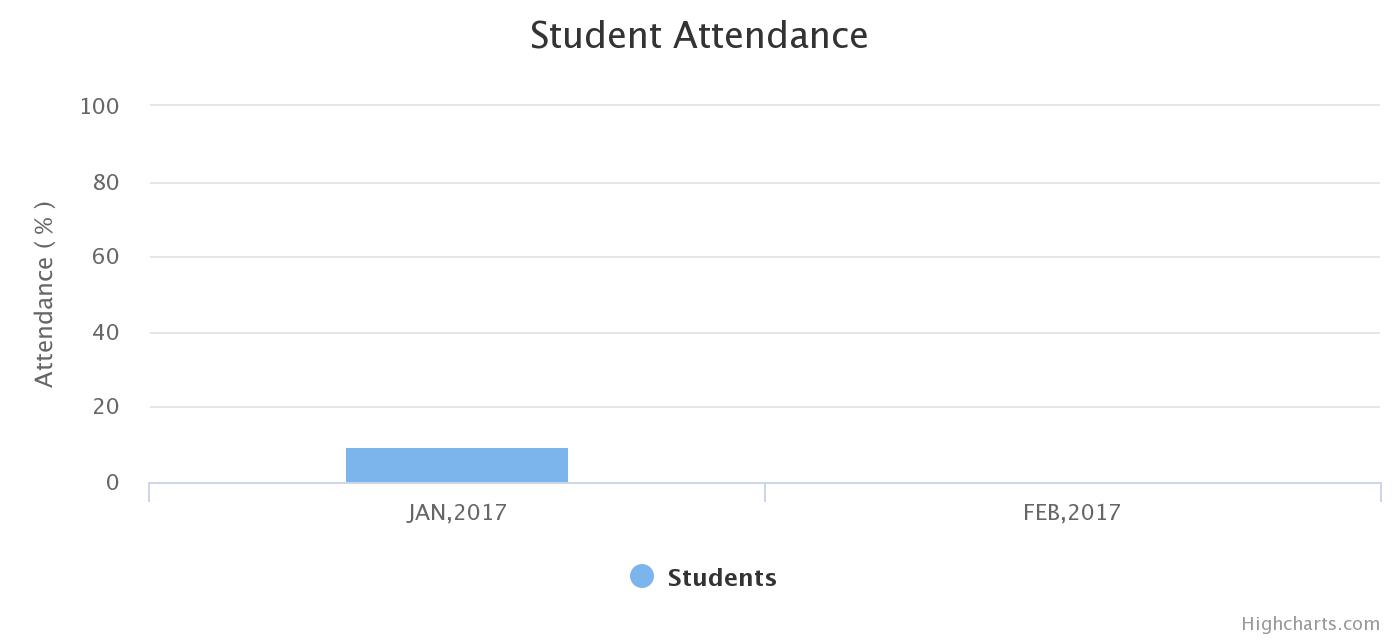 Student Attendance
100
80
60
40
20
0
Attendance ( % )
JAN,2017
FEB,2017
Students
Highcharts.com